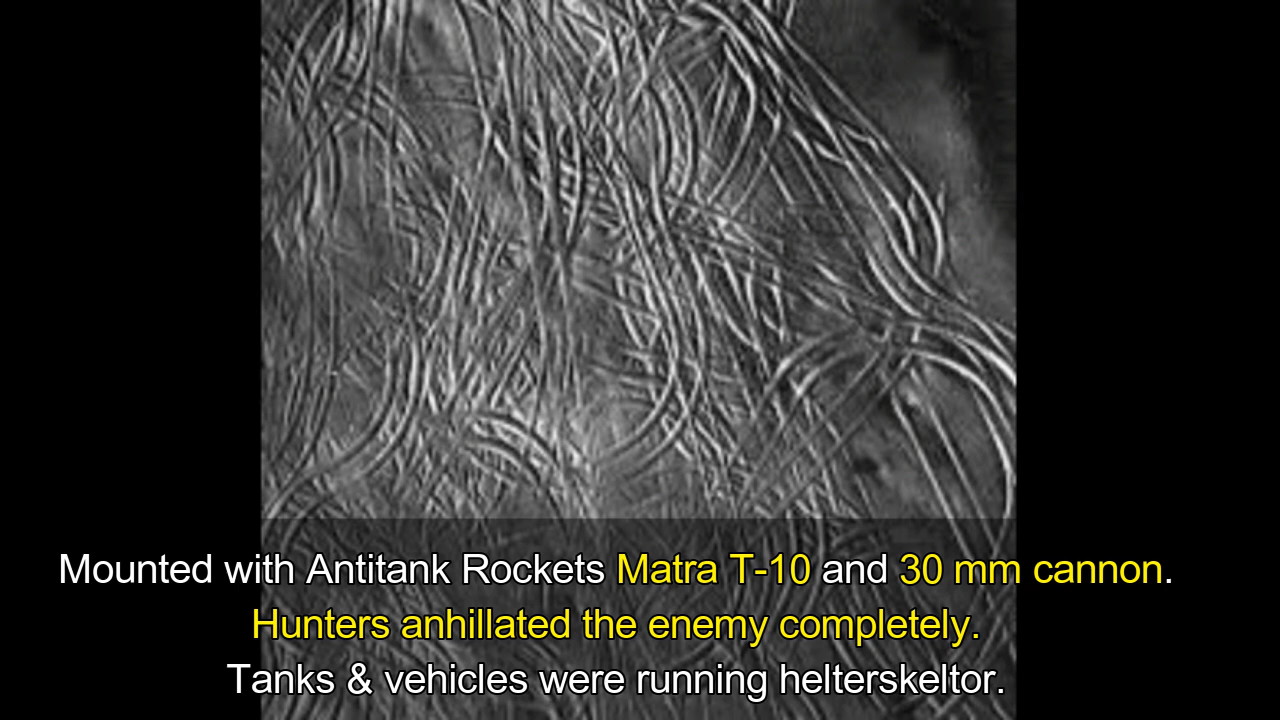 Mounted with Antitank Rockets Matra T-10 and 30 mm cannon.
Hunters anhillated the enemy completely.
Tanks & vehicles were running helterskeltor.